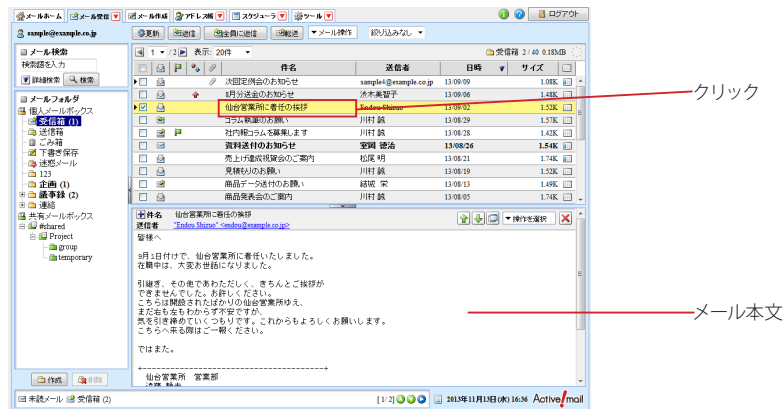 メールホーム メール受信 メール作成 アドレス帳 スケジューラ ツール ログアウト
sample@example.co.jp 更新 返信 全員に返信 転送 ▼メール操作 絞り込みなし
メール検索
検索語を入力
▼詳細検索 検索
メールフォルダ
個人メールボックス
受信箱 (1)
送信箱
ごみ箱
下書き保存
迷惑メール
123
企画 (1)
議事録 (2)
連絡
共有メールボックス
#shared
Project
group
temporary
作成 削除
1 / 2 表示: 20件 受信箱 2 / 40 0.18MB
件名 送信者 日時 ▼ サイズ
次回定例会のお知らせ sample4@example.co.jp 13/09/09 1.08K
8月分送金のお知らせ 渋木美智子 13/09/06 1.48K
仙台営業所に着任の挨拶 Endou Shizuo 13/09/02 1.52K
コラム執筆のお願い 川村 誠 13/08/29 1.57K
社内報コラムを募集します 川村 誠 13/08/28 1.42K
資料送付のお願い 室岡 徳治 13/08/26 1.54K
売上げ達成祝賀会のご案内 松尾 明 13/08/21 1.74K
見積もりのお願い 川村 誠 13/08/19 1.52K
商品データ送付のお願い 結城 栄 13/08/13 1.49K
商品発表会のご案内 川村 誠 13/08/05 1.74K
クリック
件名 仙台営業所に着任の挨拶
送信者 "Endou Shizuo" <endou@example.co.jp>
▼操作を選択
皆様へ
9月1日付けで、仙台営業所に着任いたしました。
在職中は、大変お世話になりました。
引継ぎ、その他であわただしく、きちんとご挨拶が
できませんでした。お許しください。
こちらは開設されたばかりの仙台営業所ゆえ、
まだ右も左もわからず不安ですが、
気を引き締めていくつもりです。これからもよろしくお願いします。
こちらへ来る際はご一報ください。
ではまた。
+------------------------------------+
仙台営業所 営業部
メール本文
未読メール 受信箱 (2) [1/2] 2013年11月13日(水) 16:36 Active! mail